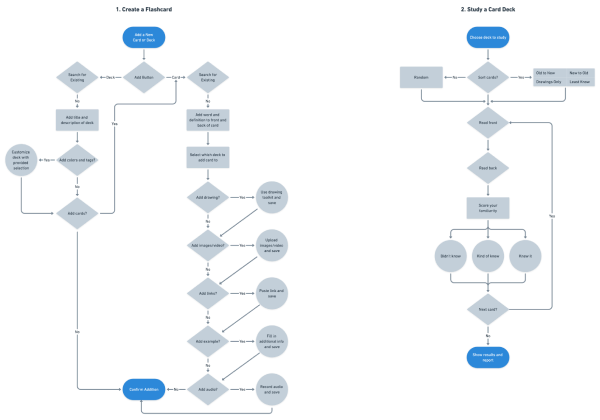 1. Create a Flashcard
Add a New
Card or Deck
Search for
Existing
Deck
Add Button
Card
Search for
Existing
No
Yes
No
Add title and
description of deck
Add word and
definition to front and
back of card
Customize
deck with
provided
selection
Yes
Add colors and tags?
Select which deck to
add card to
No
Add cards?
Add drawing?
Yes
Use drawing
toolkit and
save
No
Add images/video?
Yes
Upload
images/video
and save
No
Add links?
Yes
Paste link and
save
No
No
Add example?
Yes
Fill in
additional info
and save
No
Confirm Addition
No
Add audio?
Yes
Record audio
and save
2. Study a Card Deck
Choose deck to study
Random
No
Sort cards?
Yes
Old to New
New to Old
Drawings Only
Least Know
Read front
Read back
Scale your
familiarity
Yes
Didn't know
Kind of know
Know it
Next card?
No
Show results and
report